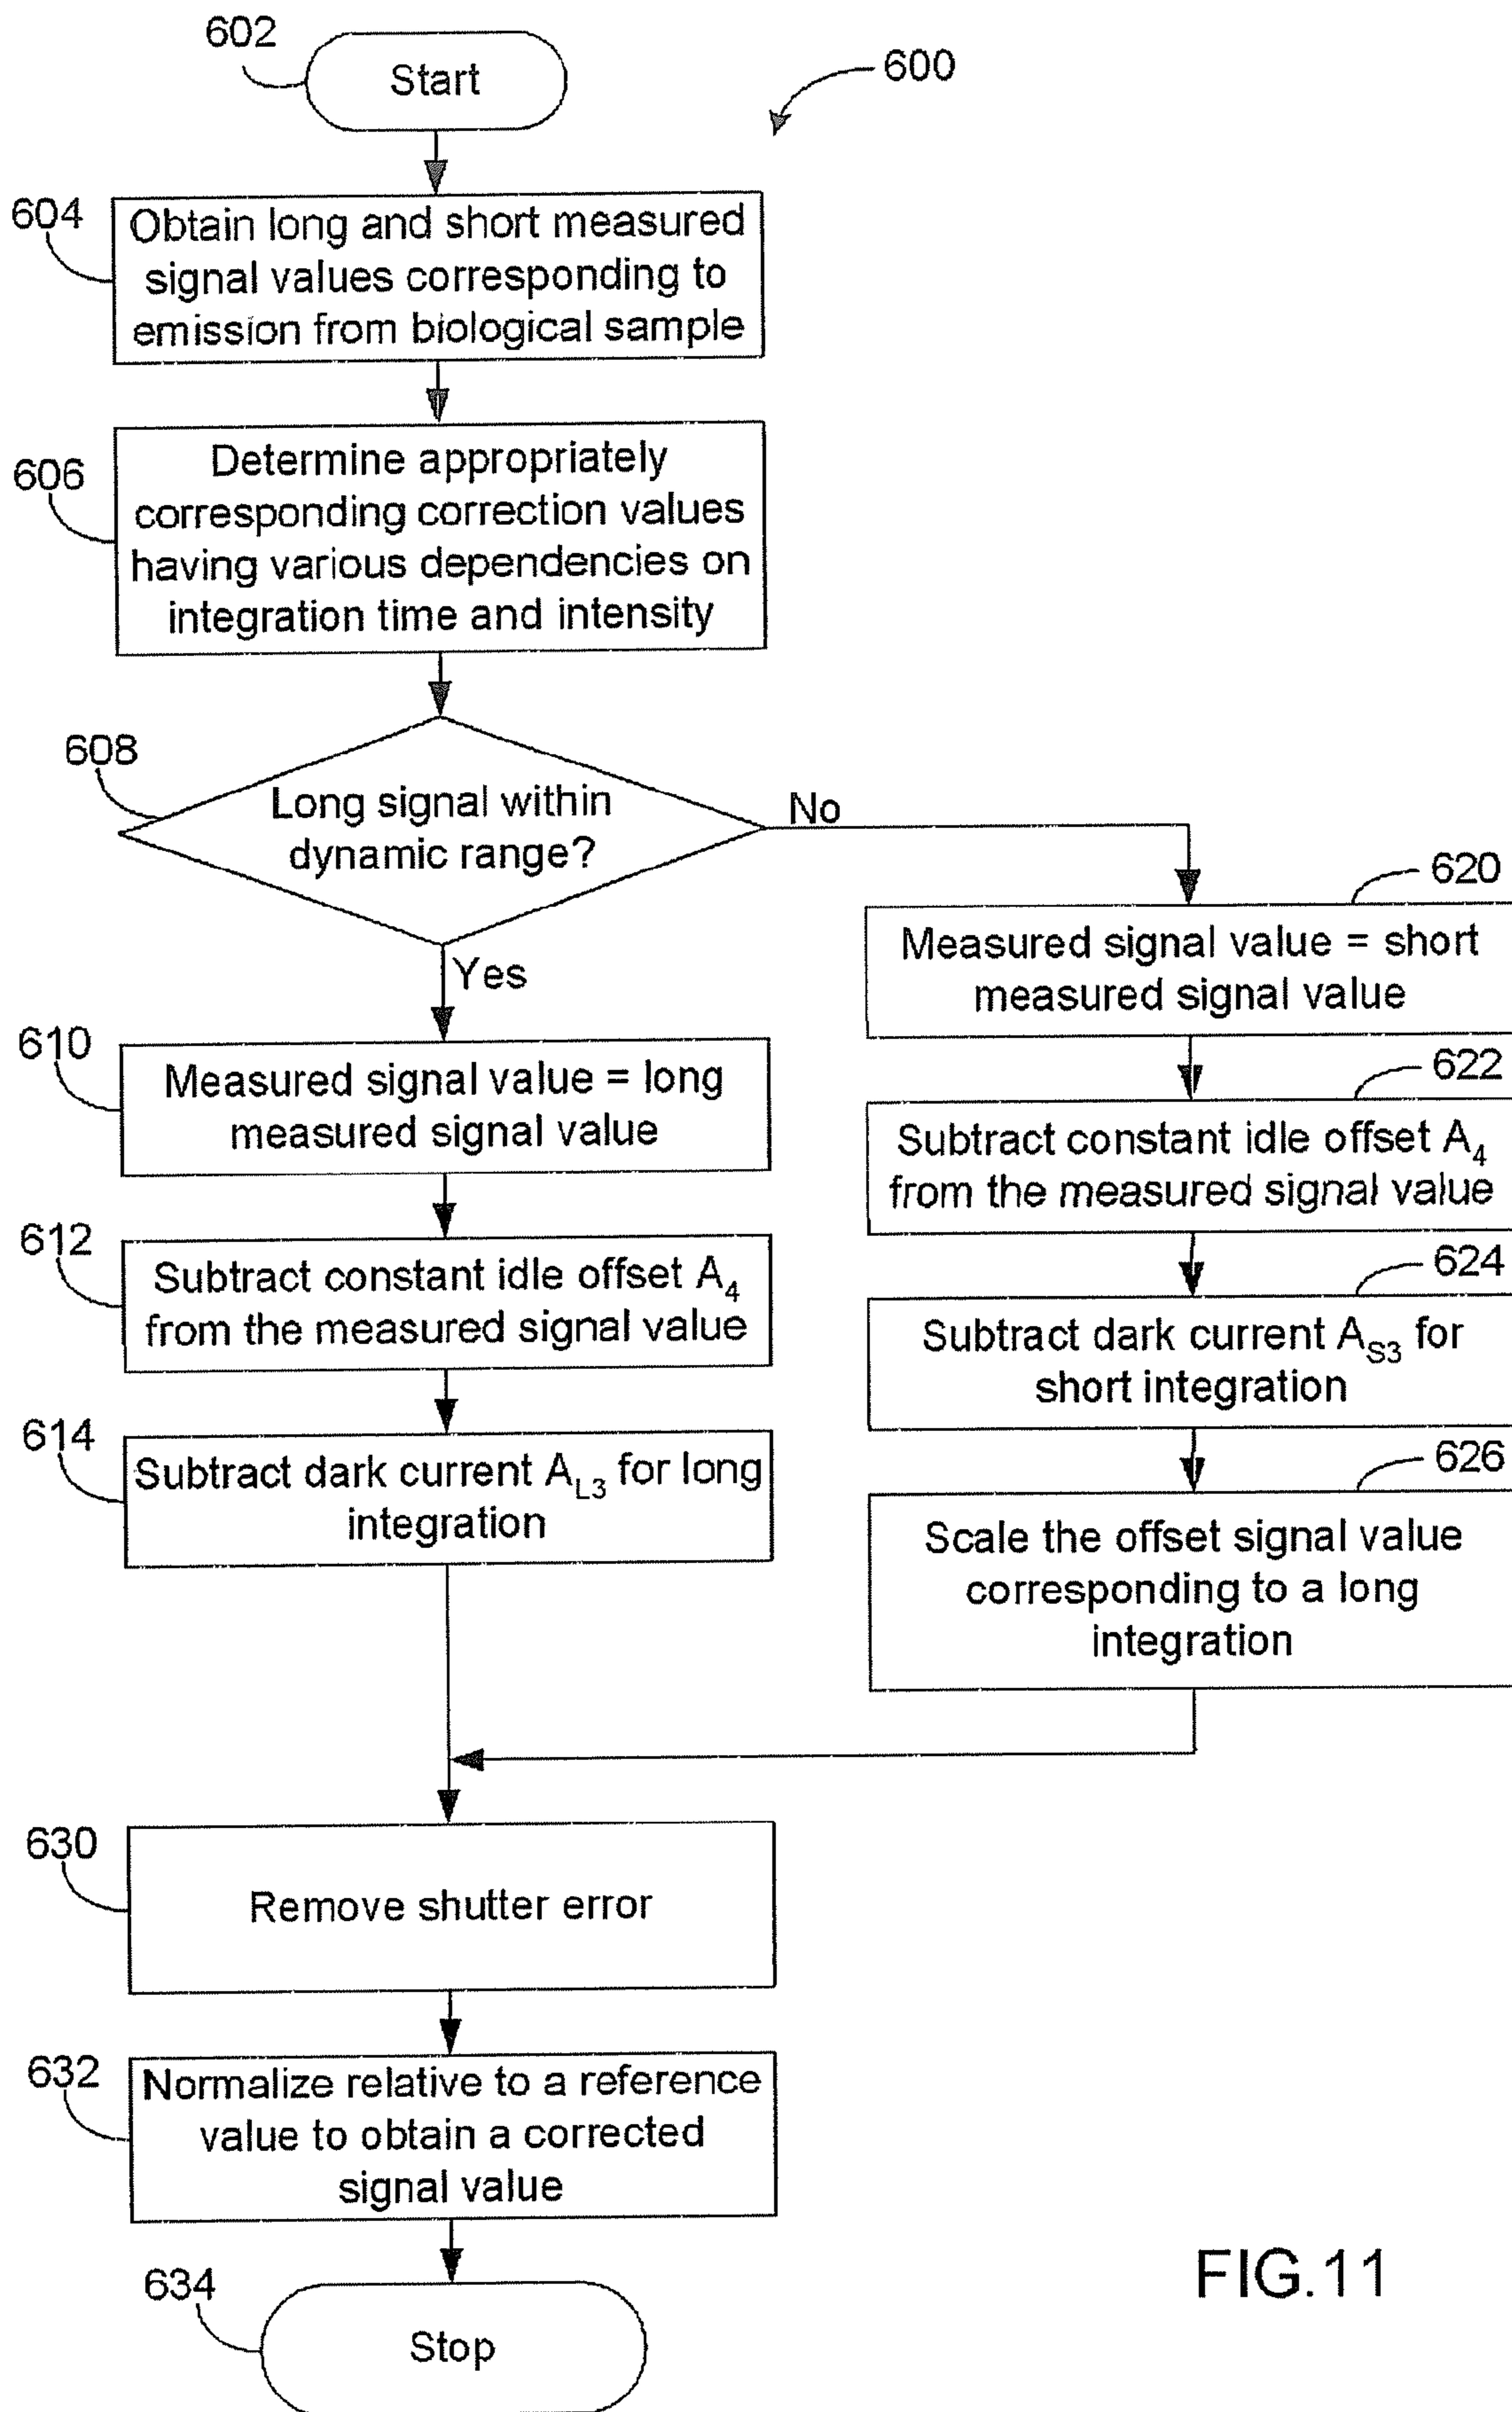 602
Start
600
604
Obtain long and short measured
signal values corresponding to
emission from biological sample
606
Determine appropriately
corresponding correction values
having various dependencies on
integration time and intensity
608
Long signal within
dynamic range?
No
Yes
620
Measured signal value = short
measured signal value
610
Measured signal value = long
measured signal value
622
Subtract constant idle offset A4
from the measured signal value
612
Subtract constant idle offset A4
from the measured signal value
624
Subtract dark current AS3 for
short integration
614
Subtract dark current AL3 for long
integration
626
Scale the offset signal value
corresponding to a long
integration
630
Remove shutter error
632
Normalize relative to a reference
value to obtain a corrected
signal value
634
Stop
FIG.11